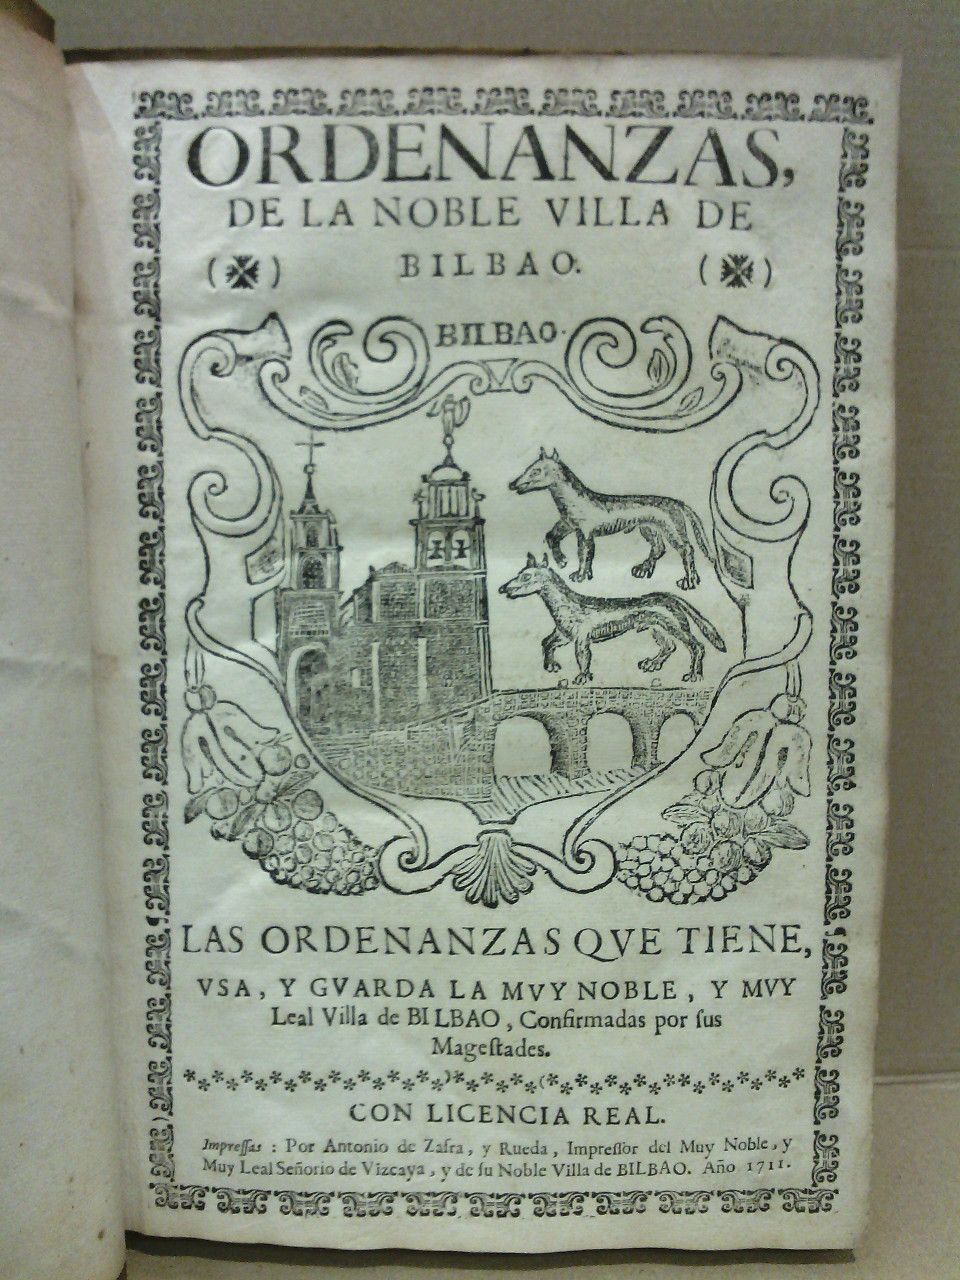 ORDENANZAS,
DE LA NOBLE VILLA DE
( ) BILBAO. ( )
BILBAO.
LAS ORDENANZAS QVE TIENE,
VSA, Y GVARDA LA MVY NOBLE, Y MVY
Leal Villa de BILBAO, Confirmadas por ſus
Mageſtades.
CON LICENCIA REAL.
Impreſſas: Por Antonio de Zafra, y Rueda, Impreſſor del Muy Noble, y
Muy Leal Señorio de Vizcaya, y de ſu Noble Villa de BILBAO. Año 1711.